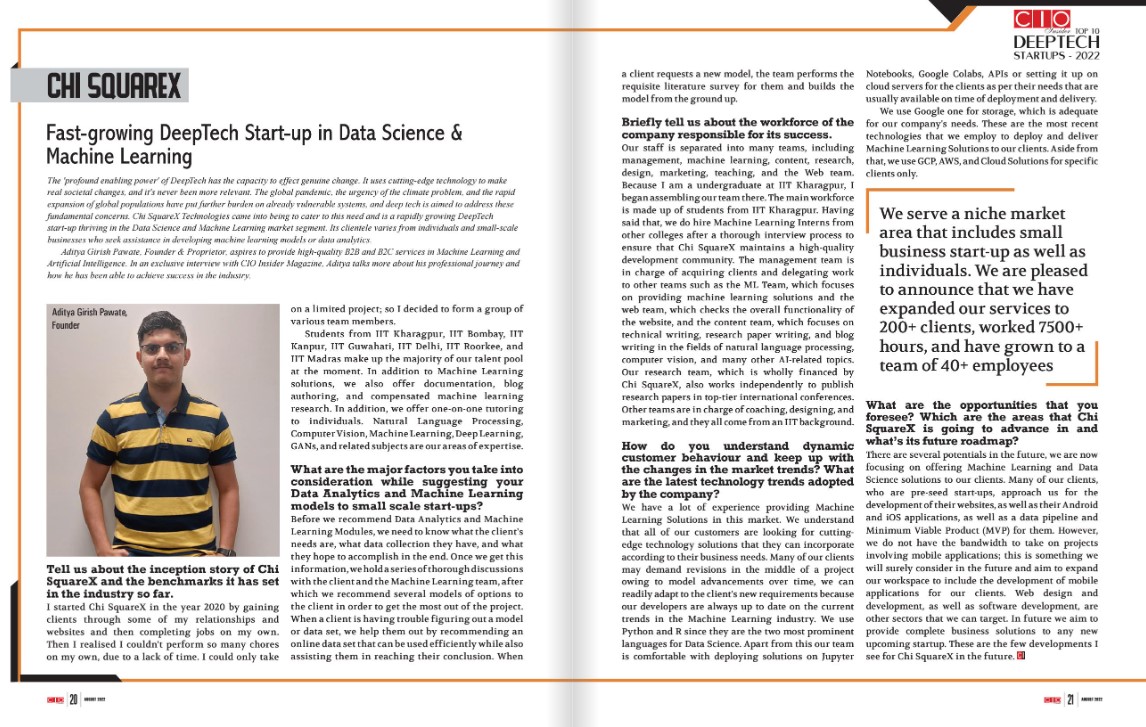 CHI SQUAREX
Fast-growing DeepTech Start-up in Data Science &
Machine Learning
The 'profound enabling power' of DeepTech has the capacity to effect genuine change. It uses cutting-edge technology to make
real societal changes, and it's never been more relevant. The global pandemic, the urgency of the climate problem, and the rapid
expansion of global populations have put further burden on already vulnerable systems, and deep tech is aimed to address these
fundamental concerns. Chi SquareX Technologies came into being to cater to this need and is a rapidly growing DeepTech
start-up thriving in the Data Science and Machine Learning market segment. Its clientele varies from individuals and small-scale
businesses who seek assistance in developing machine learning models or data analytics.
Aditya Girish Pawate, Founder & Proprietor, aspires to provide high-quality B2B and B2C services in Machine Learning and
Artificial Intelligence. In an exclusive interview with CIO Insider Magazine, Aditya talks more about his professional journey and
how he has been able to achieve success in the industry.
Aditya Girish Pawate,
Founder
Tell us about the inception story of Chi
SquareX and the benchmarks it has set
in the industry so far.
I started Chi SquareX in the year 2020 by gaining
clients through some of my relationships and
websites and then completing jobs on my own.
Then I realised I couldn't perform so many chores
on my own, due to a lack of time. I could only take
on a limited project; so I decided to form a group of
various team members.
Students from IIT Kharagpur, IIT Bombay, IIT
Kanpur, IIT Guwahati, IIT Delhi, IIT Roorkee, and
IIT Madras make up the majority of our talent pool
at the moment. In addition to Machine Learning
solutions, we also offer documentation, blog
authoring, and compensated machine learning
research. In addition, we offer one-on-one tutoring
to individuals. Natural Language Processing,
Computer Vision, Machine Learning, Deep Learning,
GANs, and related subjects are our areas of expertise.
What are the major factors you take into
consideration while suggesting your
Data Analytics and Machine Learning
models to small scale start-ups?
Before we recommend Data Analytics and Machine
Learning Modules, we need to know what the client's
needs are, what data collection they have, and what
they hope to accomplish in the end. Once we get this
information, we hold a series of thorough discussions
with the client and the Machine Learning team, after
which we recommend several models of options to
the client in order to get the most out of the project.
When a client is having trouble figuring out a model
or data set, we help them out by recommending an
online data set that can be used efficiently while also
assisting them in reaching their conclusion. When
CIO 20 AUGUST 2022
CIO
Insider TOP 10
DEEPTECH
STARTUPS - 2022
a client requests a new model, the team performs the
requisite literature survey for them and builds the
model from the ground up.
Briefly tell us about the workforce of the
company responsible for its success.
Our staff is separated into many teams, including
management, machine learning, content, research,
design, marketing, teaching, and the Web team.
Because I am a undergraduate at IIT Kharagpur, I
began assembling our team there. The main workforce
is made up of students from IIT Kharagpur. Having
said that, we do hire Machine Learning Interns from
other colleges after a thorough interview process to
ensure that Chi SquareX maintains a high-quality
development community. The management team is
in charge of acquiring clients and delegating work
to other teams such as the ML Team, which focuses
on providing machine learning solutions and the
web team, which checks the overall functionality of
the website, and the content team, which focuses on
technical writing, research paper writing, and blog
writing in the fields of natural language processing,
computer vision, and many other AI-related topics.
Our research team, which is wholly financed by
Chi SquareX, also works independently to publish
research papers in top-tier international conferences.
Other teams are in charge of coaching, designing, and
marketing, and they all come from an IIT background.
How do you understand dynamic
customer behaviour and keep up with
the changes in the market trends? What
are the latest technology trends adopted
by the company?
We have a lot of experience providing Machine
Learning Solutions in this market. We understand
that all of our customers are looking for cutting-
edge technology solutions that they can incorporate
according to their business needs. Many of our clients
may demand revisions in the middle of a project
owing to model advancements over time, we can
readily adapt to the client's new requirements because
our developers are always up to date on the current
trends in the Machine Learning industry. We use
Python and R since they are the two most prominent
languages for Data Science. Apart from this our team
is comfortable with deploying solutions on Jupyter
Notebooks, Google Colabs, APIs or setting it up on
cloud servers for the clients as per their needs that are
usually available on time of deployment and delivery.
We use Google one for storage, which is adequate
for our company's needs. These are the most recent
technologies that we employ to deploy and deliver
Machine Learning Solutions to our clients. Aside from
that, we use GCP, AWS, and Cloud Solutions for specific
clients only.
We serve a niche market
area that includes small
business start-up as well as
individuals. We are pleased
to announce that we have
expanded our services to
200+ clients, worked 7500+
hours, and have grown to a
team of 40+ employees
What are the opportunities that you
foresee? Which are the areas that Chi
SquareX is going to advance in and
what's its future roadmap?
There are several potentials in the future, we are now
focusing on offering Machine Learning and Data
Science solutions to our clients. Many of our clients,
who are pre-seed start-ups, approach us for the
development of their websites, as well as their Android
and iOS applications, as well as a data pipeline and
Minimum Viable Product (MVP) for them. However,
we do not have the bandwidth to take on projects
involving mobile applications; this is something we
will surely consider in the future and aim to expand
our workspace to include the development of mobile
applications for our clients. Web design and
development, as well as software development, are
other sectors that we can target. In future we aim to
provide complete business solutions to any new
upcoming startup. These are the few developments I
see for Chi SquareX in the future.
CIO 21 AUGUST 2022